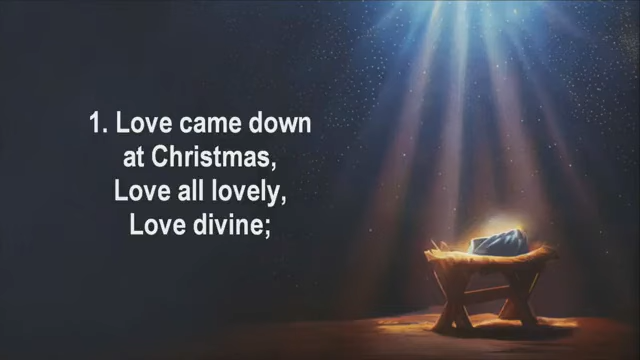 1. Love came down
at Christmas,
Love all lovely,
Love divine;